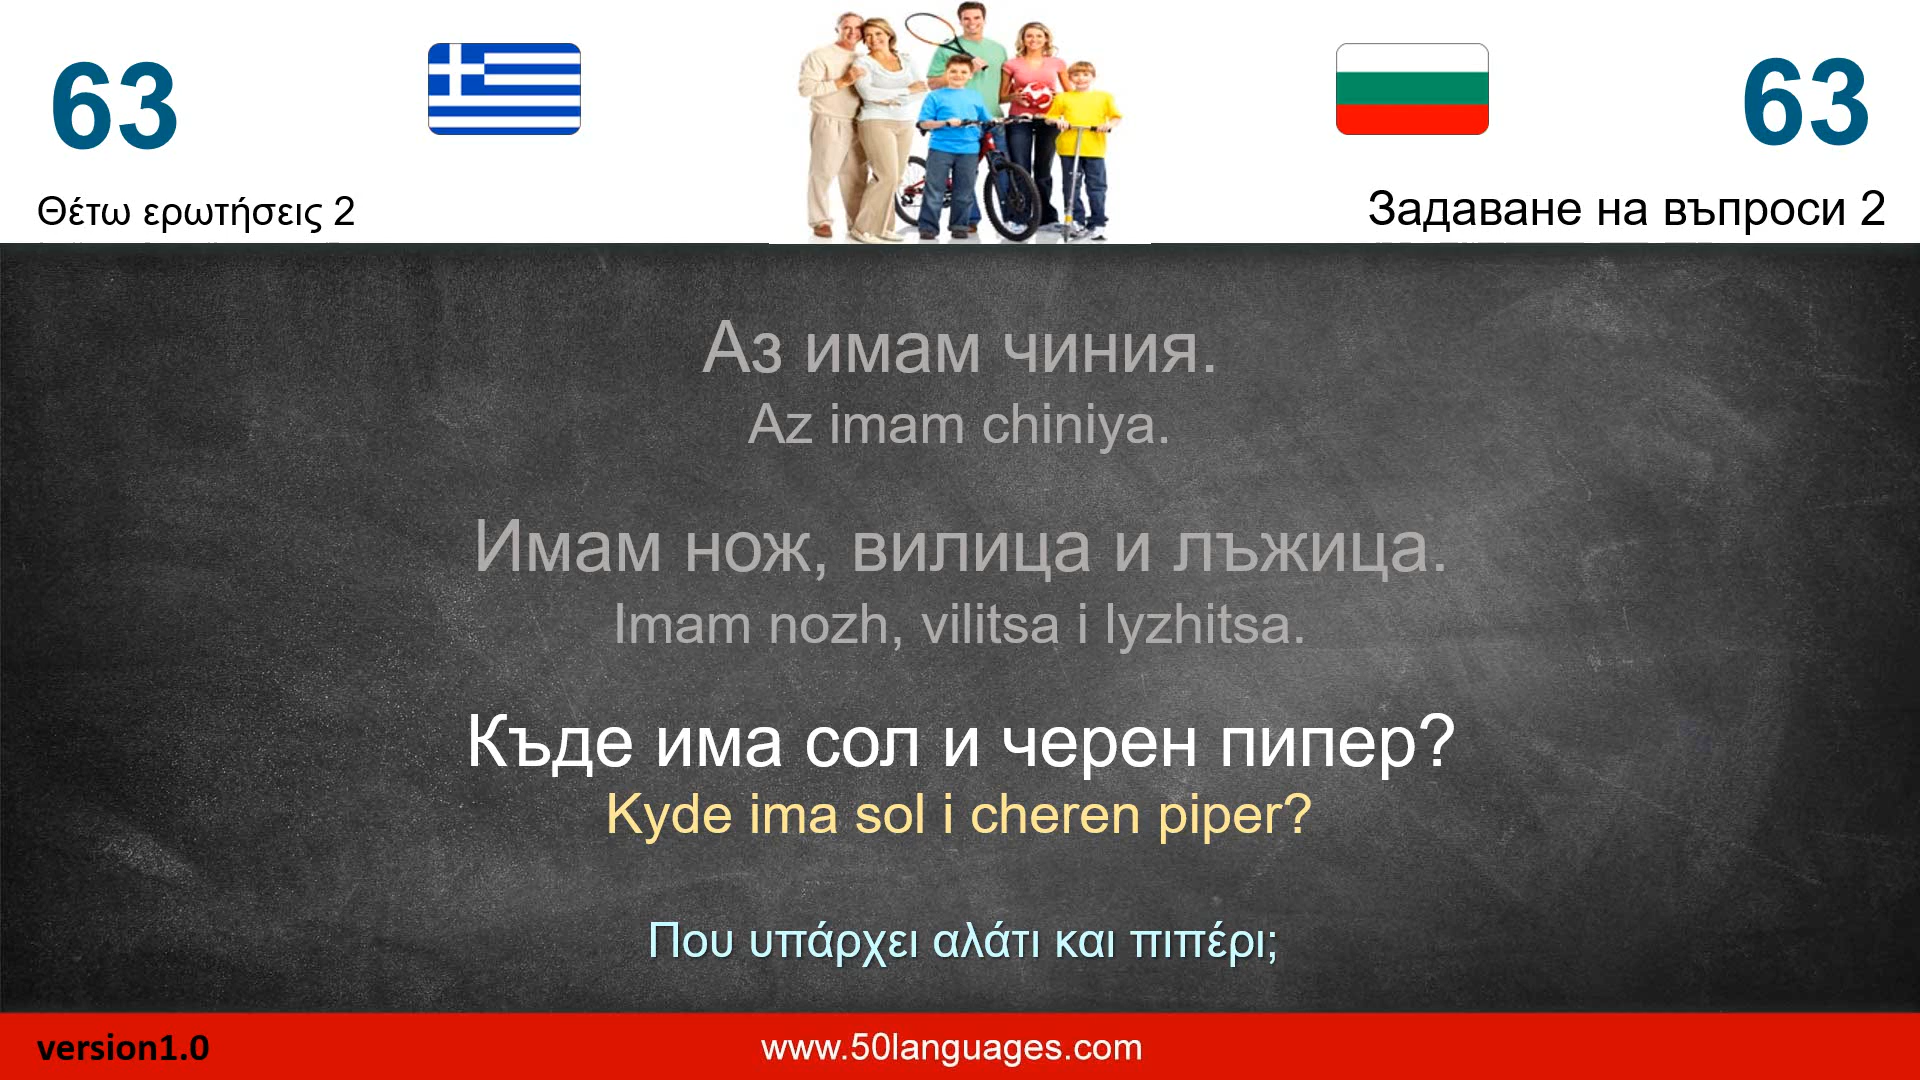 63
63
Θέτω ερωτήσεις 2
Задаване на въпроси 2
Аз имам чиния.
Az imam chiniya.
Имам нож, вилица и лъжица.
Imam nozh, vilitsa i lyzhitsa.
Къде има сол и черен пипер?
Kyde ima sol i cheren piper?
Που υπάρχει αλάτι και πιπέρι;
version1.0
www.50languages.com